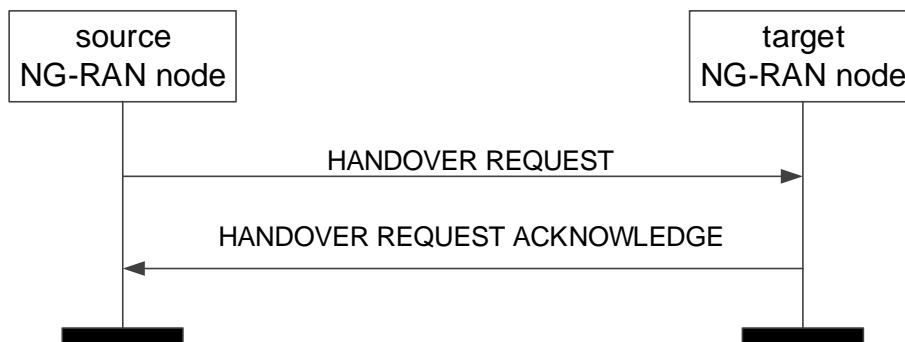 source
NG-RAN node
target
NG-RAN node
HANDOVER REQUEST
HANDOVER REQUEST ACKNOWLEDGE